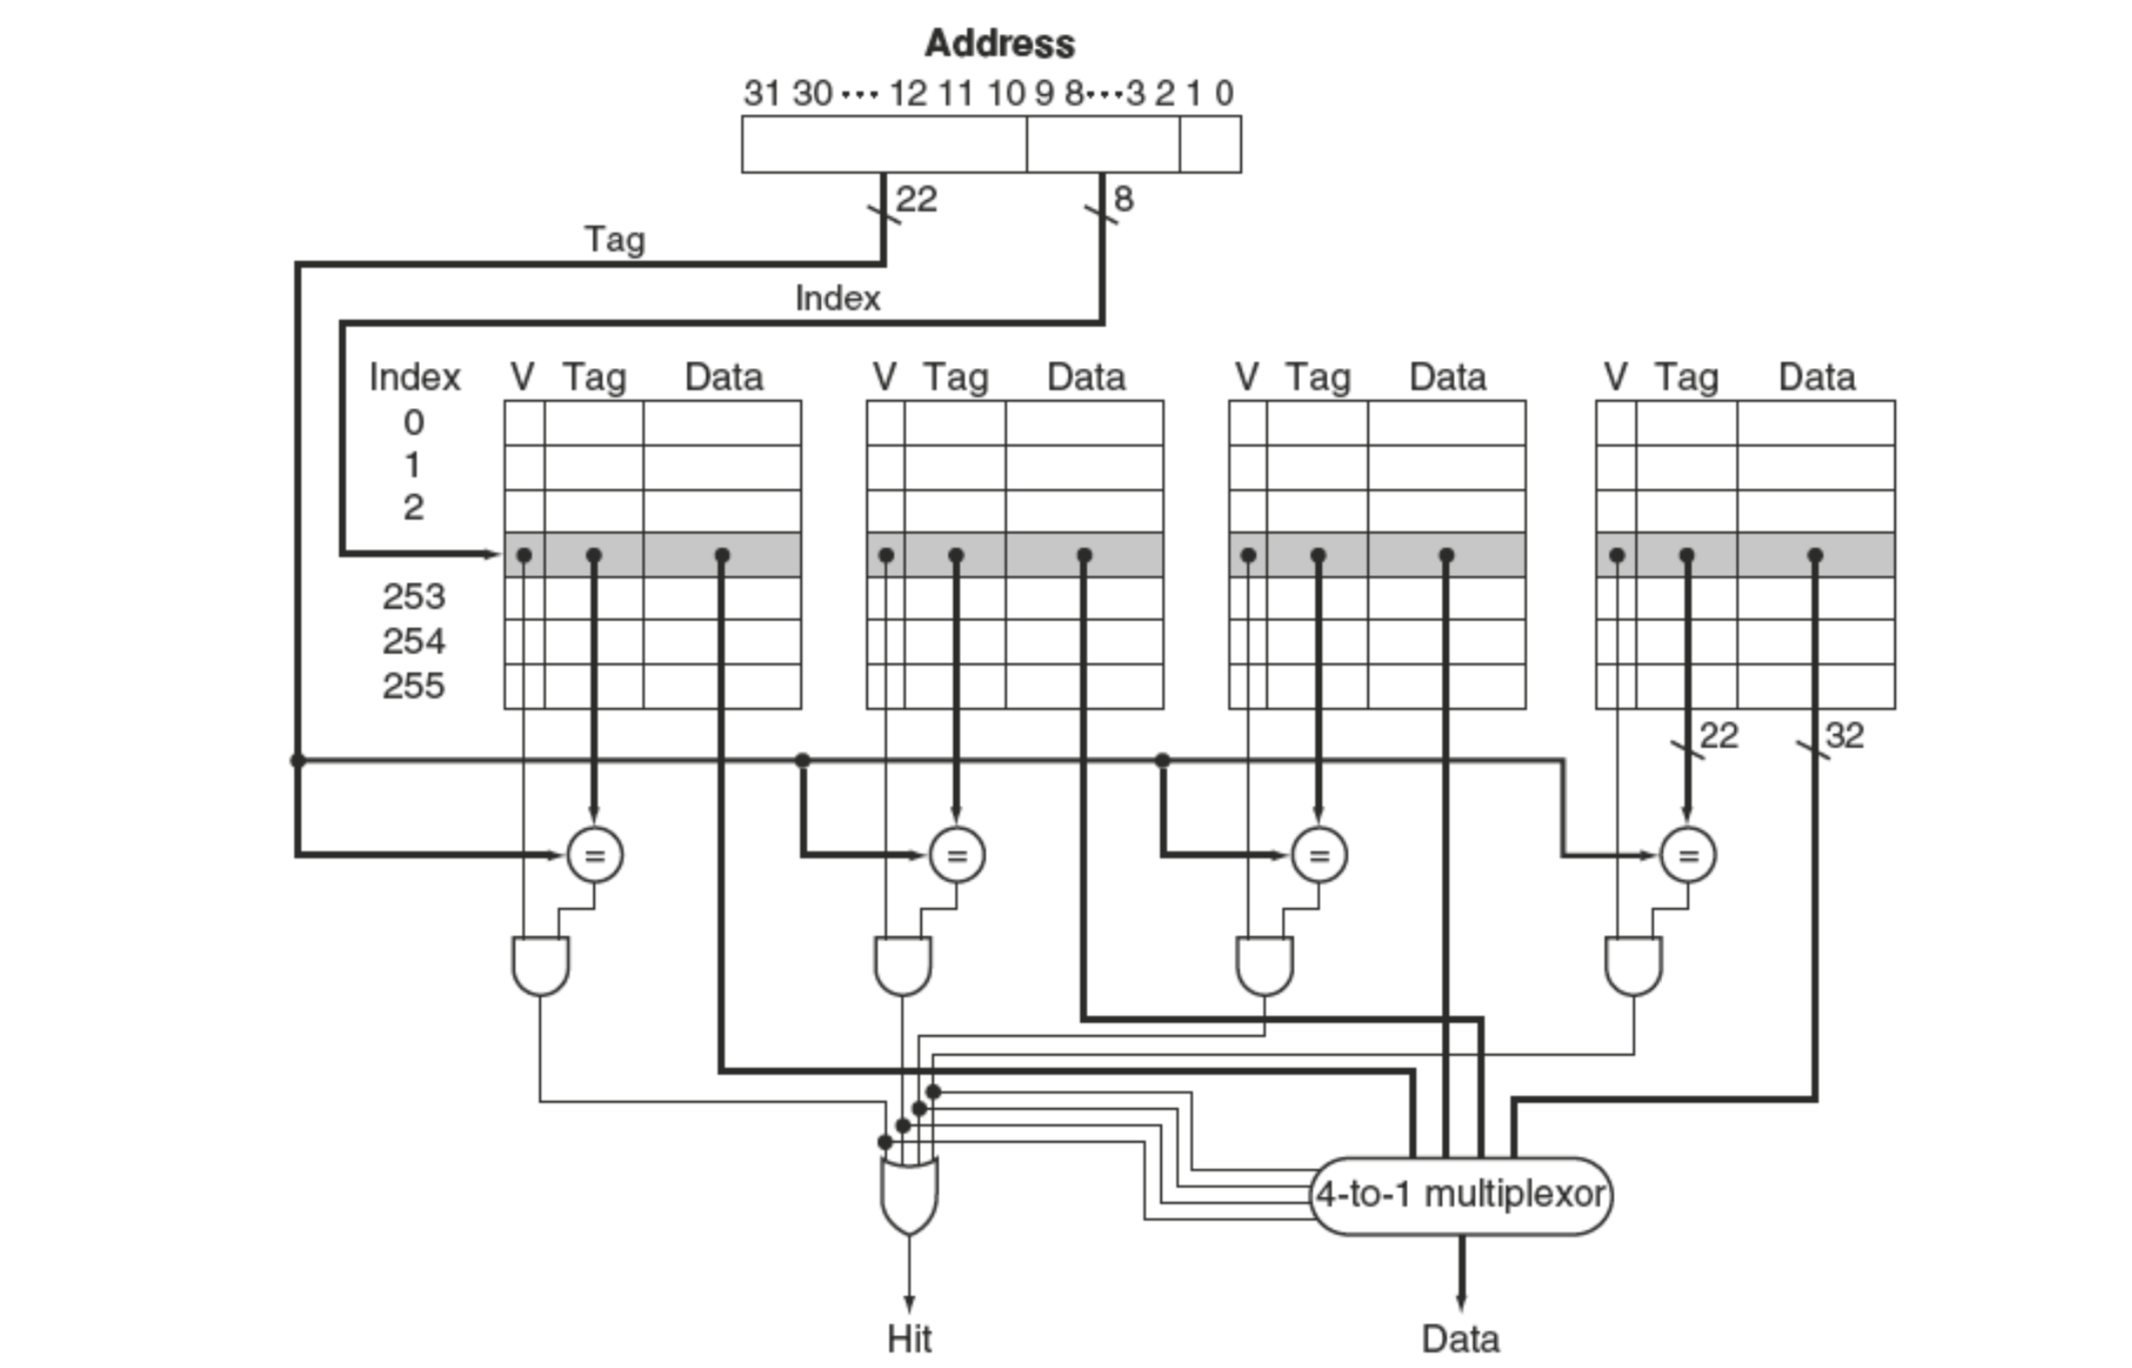 Address
31 30 ··· 12 11 10 9 8···3 2 1 0
22 8
Tag
Index
Index V Tag Data V Tag Data V Tag Data V Tag Data
0
1
2
253
254
255
22 32
= = = =
4-to-1 multiplexor
Hit Data